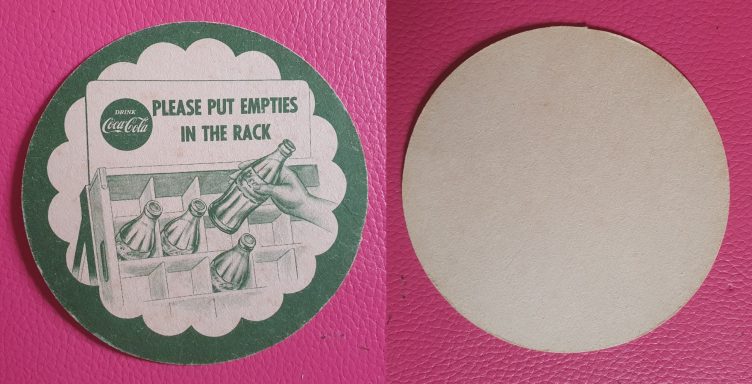 DRINK
Coca-Cola
PLEASE PUT EMPTIES
IN THE RACK